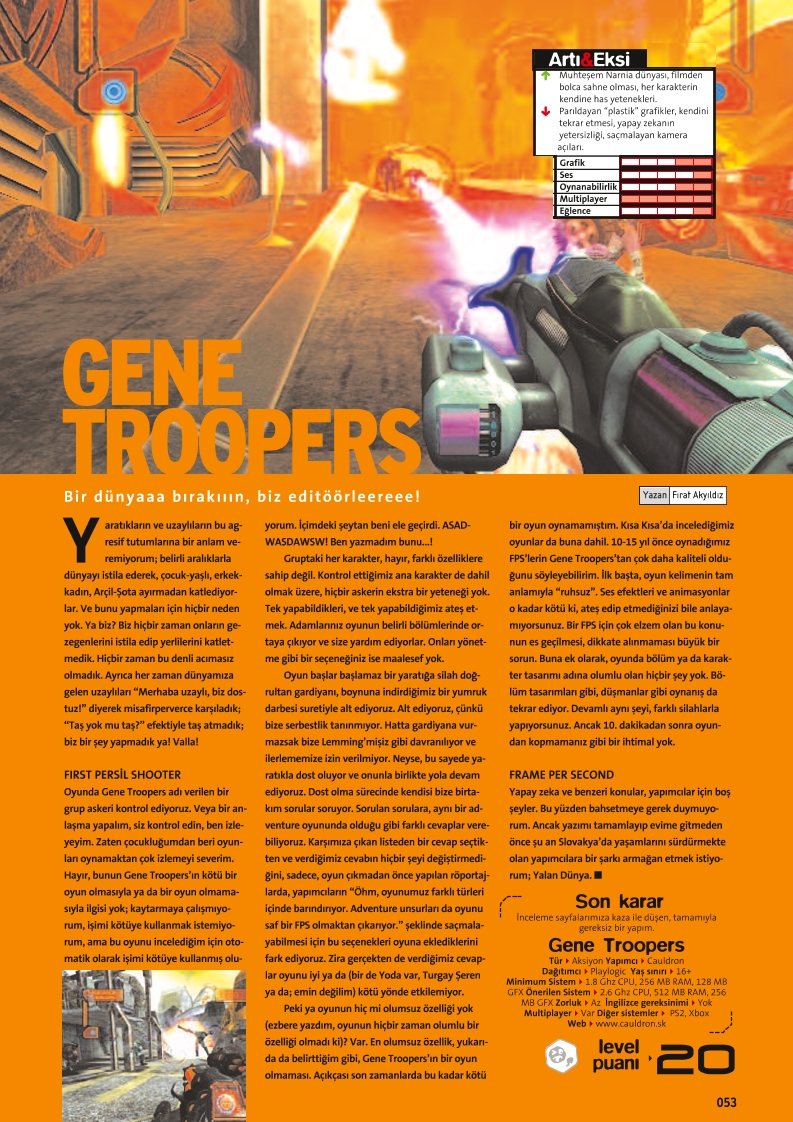 Artı&Eksi
Muhteşem Narnia dünyası, filmden
bolca sahne olması, her karakterin
kendine has yetenekleri.
Parıldayan “plastik” grafikler, kendini
tekrar etmesi, yapay zekanın
yetersizliği, saçmalayan kamera
açıları.
Grafik
Ses
Oynanabilirlik
Multiplayer
Eğlence
GENE
TROOPERS
Bir dünyaaa bırakıııın, biz editöörleereee!
Yazan Fırat Akyıldız
Yaratıkların ve uzaylıların bu ag-
resif tutumlarına bir anlam ve-
remiyorum; belirli aralıklarla
dünyayı istila ederek, çocuk-yaşlı, erkek-
kadın, Arçil-Şota ayırmadan katlediyor-
lar. Ve bunu yapmaları için hiçbir neden
yok. Ya biz? Biz hiçbir zaman onların ge-
zegenlerini istila edip yerlilerini katlet-
medik. Hiçbir zaman bu denli acımasız
olmadık. Ayrıca her zaman dünyamıza
gelen uzaylıları “Merhaba uzaylı, biz dos-
tuz!” diyerek misafirperverce karşıladık;
“Taş yok mu taş?” efektiyle taş atmadık;
biz bir şey yapmadık ya! Valla!
FIRST PERSİL SHOOTER
Oyunda Gene Troopers adı verilen bir
grup askeri kontrol ediyoruz. Veya bir an-
laşma yapalım, siz kontrol edin, ben izle-
yeyim. Zaten çocukluğumdan beri oyun-
ları oynamaktan çok izlemeyi severim.
Hayır, bunun Gene Troopers’ın kötü bir
oyun olmasıyla ya da bir oyun olmama-
sıyla ilgisi yok; kaytarmaya çalışmıyo-
rum, işimi kötüye kullanmak istemiyo-
rum, ama bu oyunu incelediğim için oto-
matik olarak işimi kötüye kullanmış olu-
yorum. İçimdeki şeytan beni ele geçirdi. ASAD-
WASDAWSW! Ben yazmadım bunu...!
Gruptaki her karakter, hayır, farklı özelliklere
sahip değil. Kontrol ettiğimiz ana karakter de dahil
olmak üzere, hiçbir askerin ekstra bir yeteneği yok.
Tek yapabildikleri, ve tek yapabildiğimiz ateş et-
mek. Adamlarınız oyunun belirli bölümlerinde or-
taya çıkıyor ve size yardım ediyorlar. Onları yönet-
me gibi bir seçeneğiniz ise maalesef yok.
Oyun başlar başlamaz bir yaratığa silah doğ-
rultan gardiyanı, boynuna indirdiğimiz bir yumruk
darbesi suretiyle alt ediyoruz. Alt ediyoruz, çünkü
bize serbestlik tanınmıyor. Hatta gardiyana vur-
mazsak bize Lemming’mişiz gibi davranılıyor ve
ilerlememize izin verilmiyor. Neyse, bu sayede ya-
ratıkla dost oluyor ve onunla birlikte yola devam
ediyoruz. Dost olma sürecinde kendisi bize birta-
kım sorular soruyor. Sorulan sorulara, aynı bir ad-
venture oyununda olduğu gibi farklı cevaplar vere-
biliyoruz. Karşımıza çıkan listeden bir cevap seçtik-
ten ve verdiğimiz cevabın hiçbir şeyi değiştirmedi-
ğini, sadece, oyun çıkmadan önce yapılan röportaj-
larda, yapımcıların “Öhm, oyunumuz farklı türleri
içinde barındırıyor. Adventure unsurları da oyunu
saf bir FPS olmaktan çıkarıyor.” şeklinde saçmala-
yabilmesi için bu seçenekleri oyuna eklediklerini
fark ediyoruz. Zira gerçekten de verdiğimiz cevap-
lar oyunu iyi ya da (bir de Yoda var, Turgay Şeren
ya da; emin değilim) kötü yönde etkilemiyor.
Peki ya oyunun hiç mi olumsuz özelliği yok
(ezbere yazdım, oyunun hiçbir zaman olumlu bir
özelliği olmadı ki)? Var. En olumsuz özellik, yukarı-
da da belirttiğim gibi, Gene Troopers’ın bir oyun
olmaması. Açıkçası son zamanlarda bu kadar kötü
bir oyun oynamamıştım. Kısa Kısa’da incelediğimiz
oyunlar da buna dahil. 10-15 yıl önce oynadığımız
FPS’lerin Gene Troopers’tan çok daha kaliteli oldu-
ğunu söyleyebilirim. İlk başta, oyun kelimenin tam
anlamıyla “ruhsuz”. Ses efektleri ve animasyonlar
o kadar kötü ki, ateş edip etmediğinizi bile anlaya-
mıyorsunuz. Bir FPS için çok elzem olan bu konu-
nun es geçilmesi, dikkate alınmaması büyük bir
sorun. Buna ek olarak, oyunda bölüm ya da karak-
ter tasarımı adına olumlu olan hiçbir şey yok. Bö-
lüm tasarımları gibi, düşmanlar gibi oynanış da
tekrar ediyor. Devamlı aynı şeyi, farklı silahlarla
yapıyorsunuz. Ancak 10. dakikadan sonra oyun-
dan kopmamanız gibi bir ihtimal yok.
FRAME PER SECOND
Yapay zeka ve benzeri konular, yapımcılar için boş
şeyler. Bu yüzden bahsetmeye gerek duymuyo-
rum. Ancak yazımı tamamlayıp evime gitmeden
önce şu an Slovakya’da yaşamlarını sürdürmekte
olan yapımcılara bir şarkı armağan etmek istiyo-
rum; Yalan Dünya.
Son karar
İnceleme sayfalarımıza kaza ile düşen, tamamıyla
gereksiz bir yapım.
Gene Troopers
Tür Aksiyon Yapımcı Cauldron
Dağıtımcı Playlogic Yaş sınırı 16+
Minimum Sistem 1.8 Ghz CPU, 256 MB RAM, 128 MB
GFX Önerilen Sistem 2.6 Ghz CPU, 512 MB RAM, 256
MB GFX Zorluk Az İngilizce gereksinimi Yok
Multiplayer Var Diğer sistemler PS2, Xbox
Web www.cauldron.sk
level
puanı 20
053